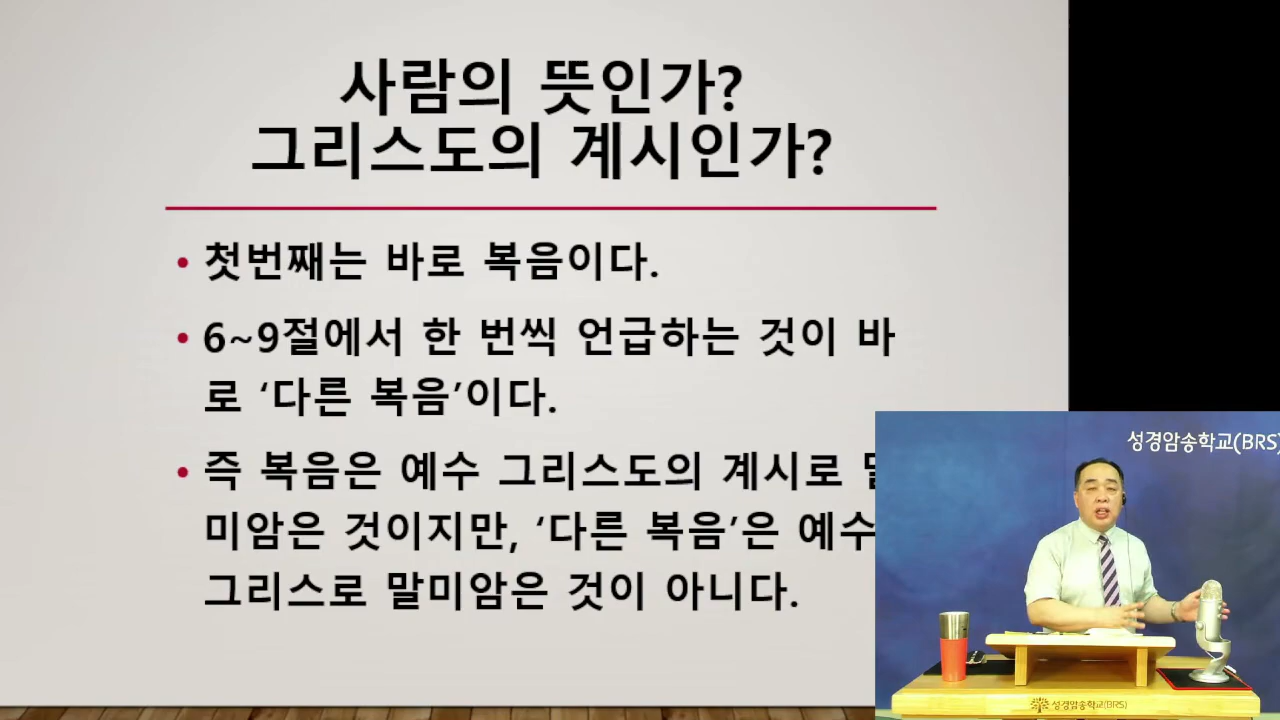 사람의 뜻인가?
그리스도의 계시인가?
• 첫번째는 바로 복음이다.
• 6~9절에서 한 번씩 언급하는 것이 바
로 ‘다른 복음’이다.
• 즉 복음은 예수 그리스도의 계시로
미암은 것이지만, ‘다른 복음’은 예수
그리스로 말미암은 것이 아니다.
성경암송학교(BRS)
성경암송학교(BRS)